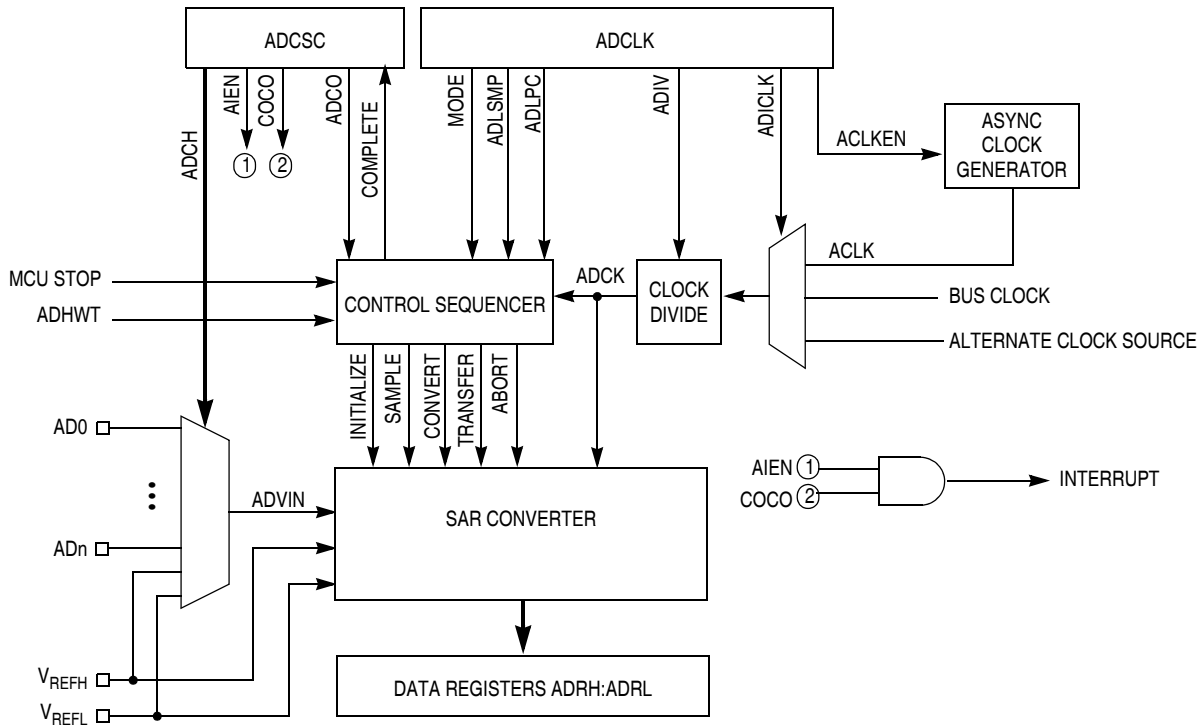 ADCSC
ADCLK
ADCH
AIEN
COCO
ADCO
COMPLETE
MODE
ADLSMP
ADLPC
ADIV
ADICLK
ACLKEN
ASYNC
CLOCK
GENERATOR
1
2
MCU STOP
ADHWT
CONTROL SEQUENCER
ADCK
CLOCK
DIVIDE
ACLK
BUS CLOCK
ALTERNATE CLOCK SOURCE
INITIALIZE
SAMPLE
CONVERT
TRANSFER
ABORT
AD0
•••
ADn
ADVIN
SAR CONVERTER
AIEN 1
COCO 2
INTERRUPT
VREFH
VREFL
DATA REGISTERS ADRH:ADRL